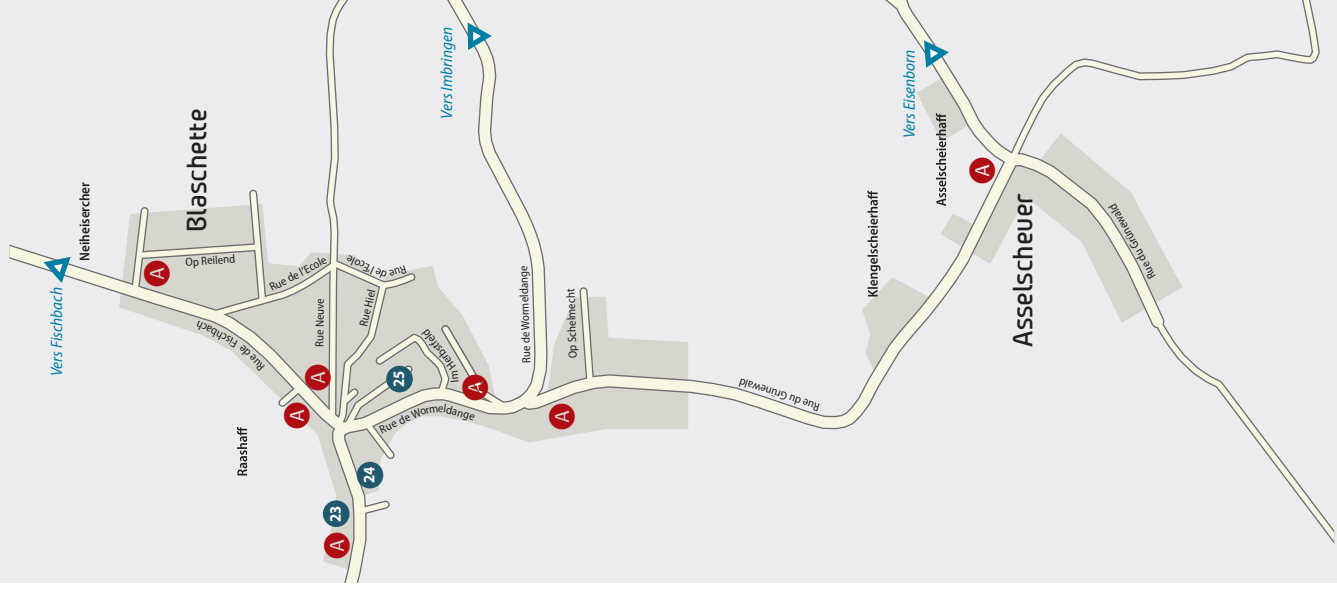 Vers Fischbach
Neiheisercher
Blaschette
Op Reilend
Rue de l'Ecole
Rue de l'Ecole
Rue de Fischbach
Rue Neuve
Rue Hiel
Im Herbstfeld
Rue de Wormeldange
Raashaff
A
A
A
A
A
A
23
24
25
Vers Imbringen
Rue de Wormeldange
Op Schelmecht
Rue du Grünewald
Klengelscheierhaff
Vers Eisenborn
Asselscheierhaff
A
Asselscheuer
Rue du Grünewald